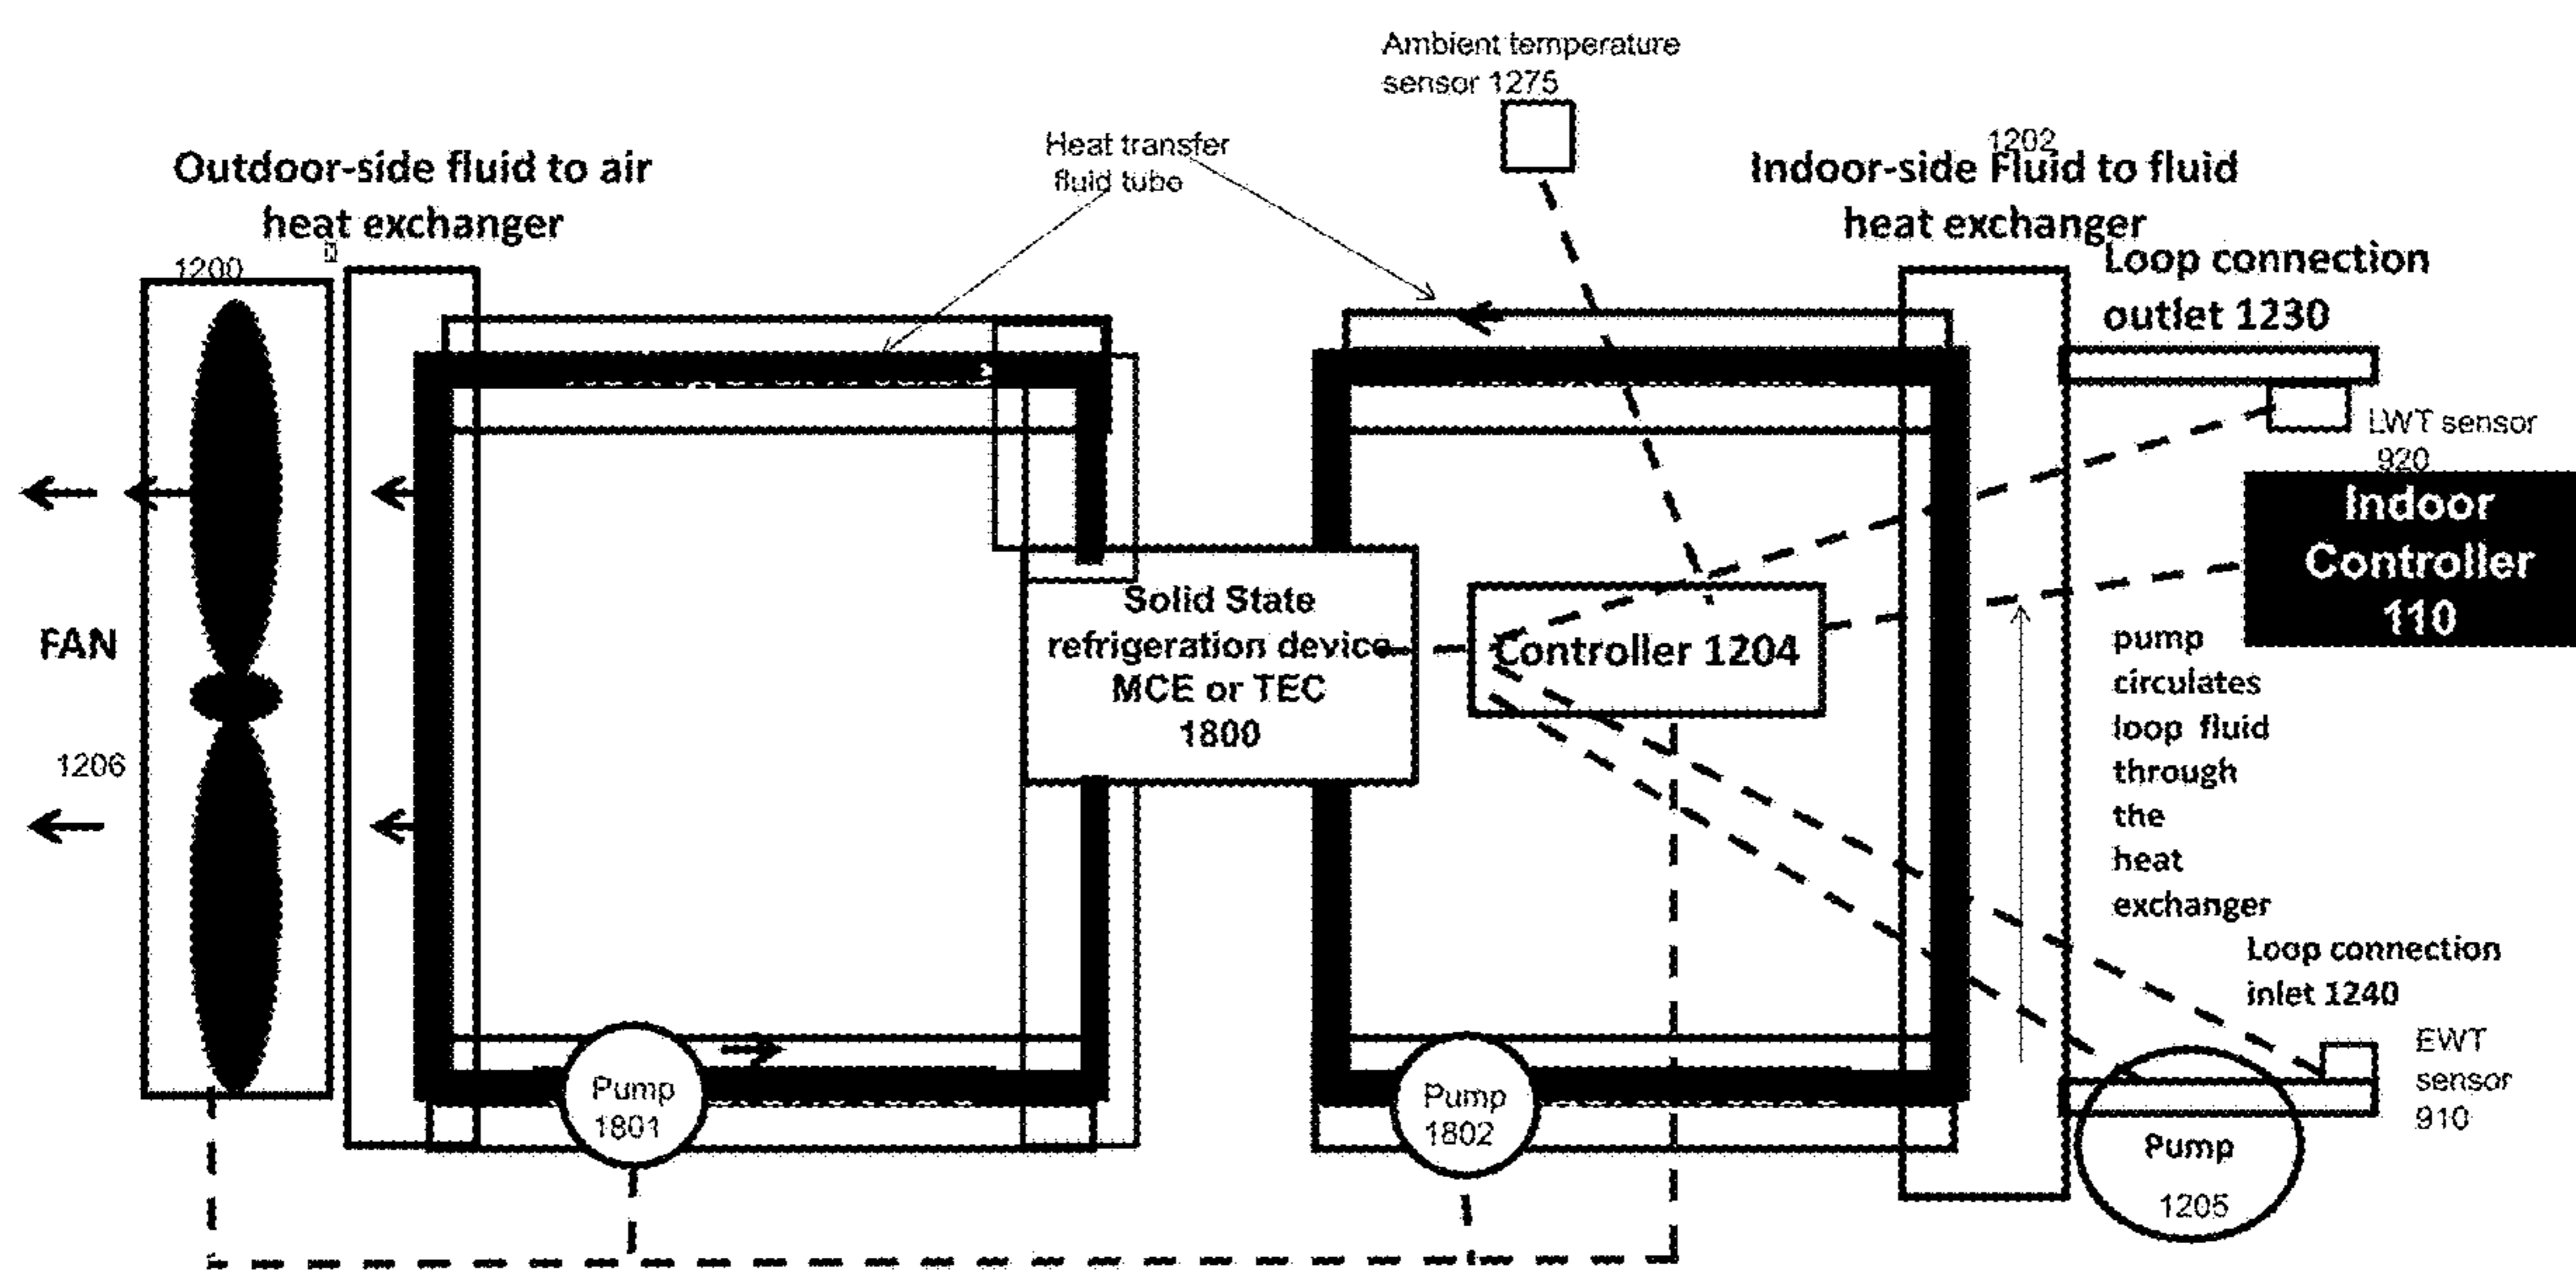 Ambient temperature
sensor 1275
Outdoor-side fluid to air
heat exchanger
1200
Heat transfer
fluid tube
1202
Indoor-side Fluid to fluid
heat exchanger
Loop connection
outlet 1230
LWT sensor
920
Indoor
Controller
110
FAN
1206
Solid State
refrigeration device
MCE or TEC
1800
Controller 1204
pump
circulates
loop fluid
through
the
heat
exchanger
Loop connection
inlet 1240
EWT
sensor
910
Pump
1801
Pump
1802
Pump
1205